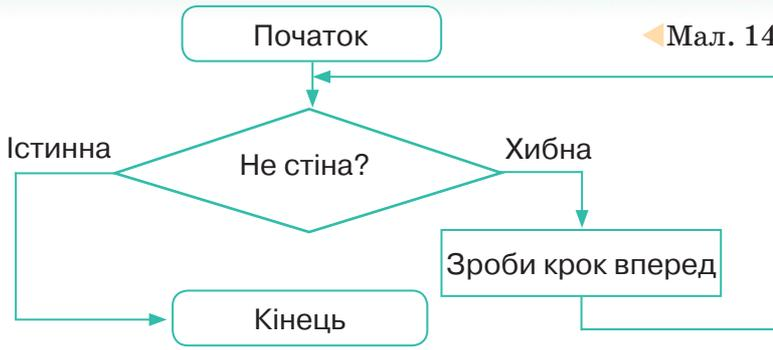 Початок
Мал. 14
Істинна
Не стіна?
Хибна
Зроби крок вперед
Кінець